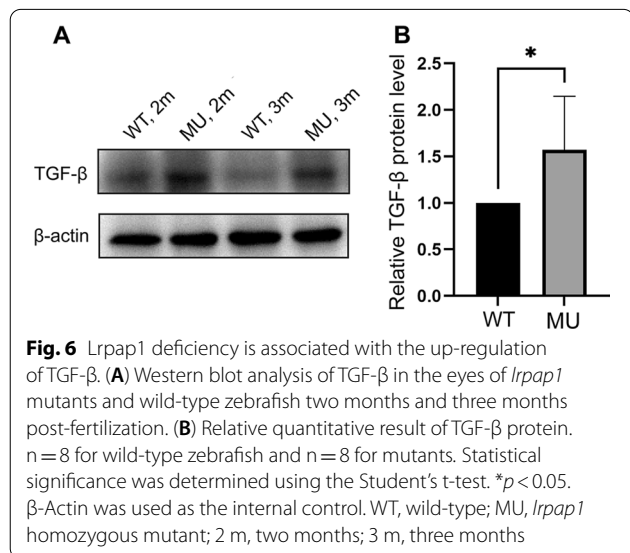 A
WT, 2m
MU, 2m
WT, 3m
MU, 3m
TGF-β
β-actin
B
*
Relative TGF-β protein level
2.5
2.0
1.5
1.0
0.5
0.0
WT
MU
Fig. 6 Lrpap1 deficiency is associated with the up-regulation
of TGF-β. (A) Western blot analysis of TGF-β in the eyes of lrpap1
mutants and wild-type zebrafish two months and three months
post-fertilization. (B) Relative quantitative result of TGF-β protein.
n = 8 for wild-type zebrafish and n = 8 for mutants. Statistical
significance was determined using the Student’s t-test. *p < 0.05.
β-Actin was used as the internal control. WT, wild-type; MU, lrpap1
homozygous mutant; 2 m, two months; 3 m, three months